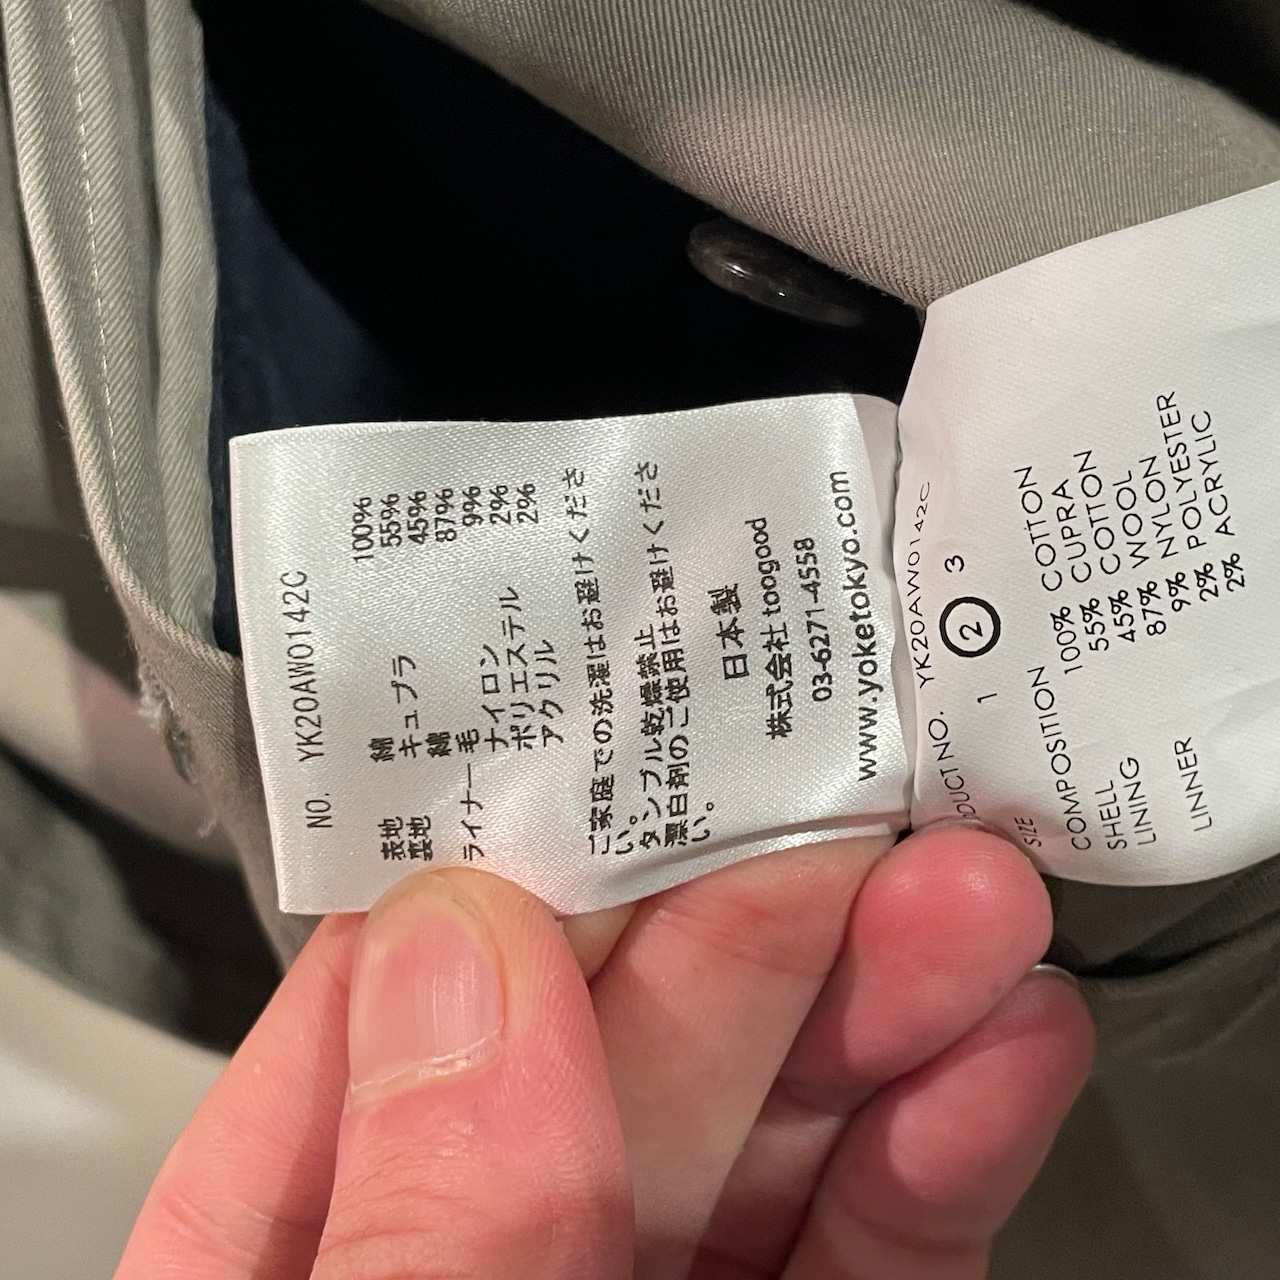 NO. YK20AW0142C
表地 綿 100%
裏地 キュプラ 55%
綿 45%
ライナー 毛 87%
ナイロン 9%
ポリエステル 2%
アクリル 2%
ご家庭での洗濯はお避けくださ
い。
タンブル乾燥禁止
漂白剤のご使用はお避けくださ
い。
日本製
株式会社 toogood
03-6271-4558
www.yoketokyo.com
DUCT NO. YK20AW0142C
SIZE 1 2 3
COMPOSITION
SHELL 100% COTTON
LINING 55% CUPRA
45% COTTON
LINNER 87% WOOL
9% NYLON
2% POLYESTER
2% ACRYLIC